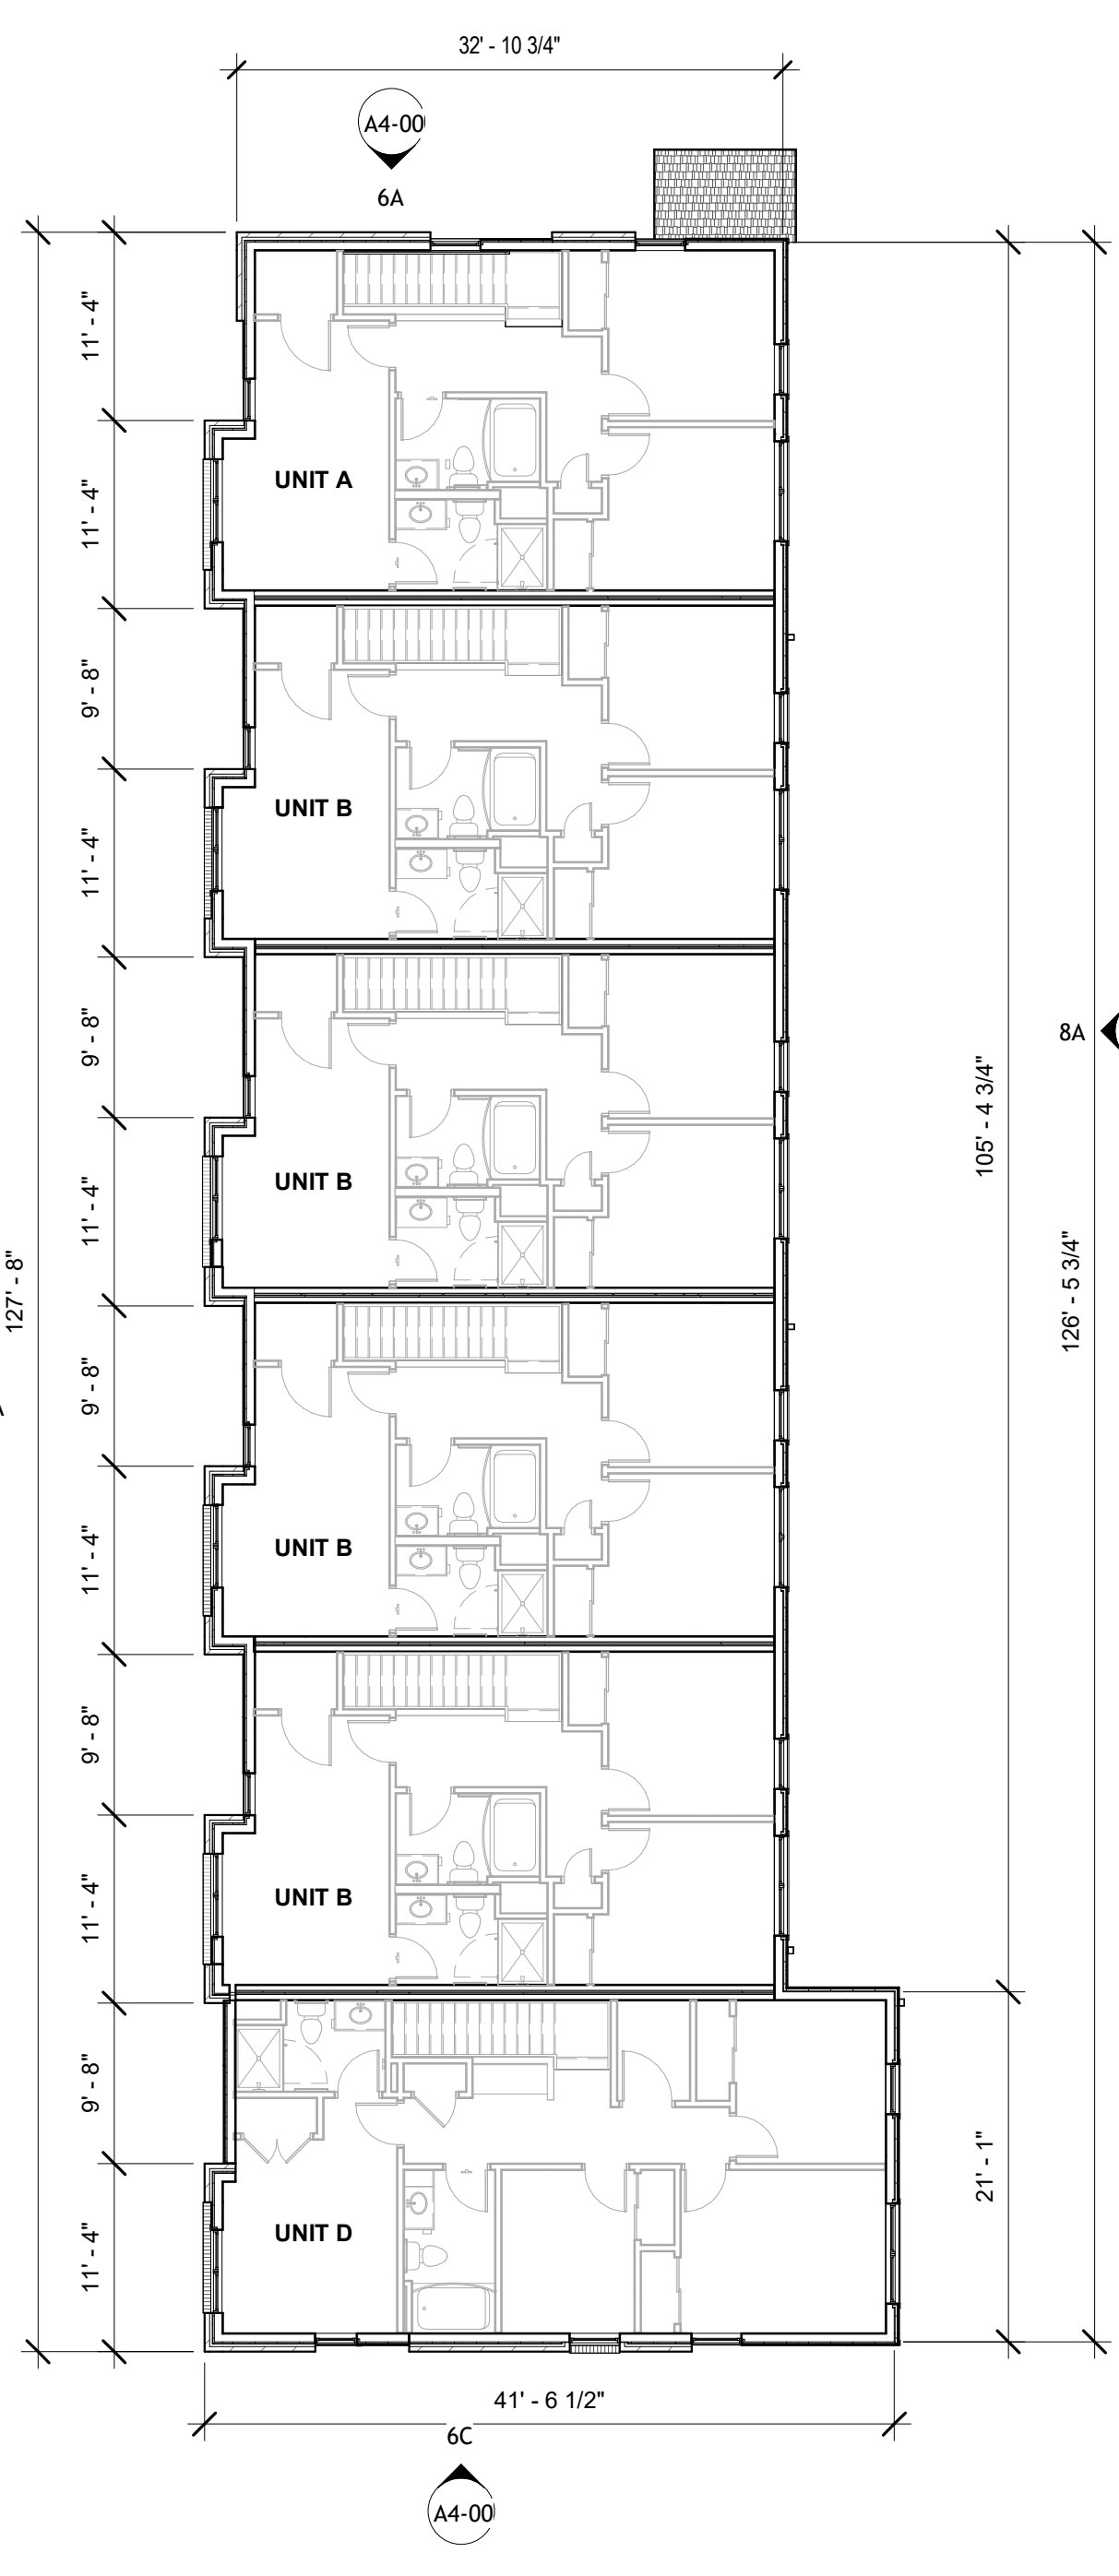 32' - 10 3/4"
A4-00
6A
11' - 4"
11' - 4"
UNIT A
9' - 8"
11' - 4"
UNIT B
9' - 8"
8A
105' - 4 3/4"
11' - 4"
UNIT B
127' - 8"
126' - 5 3/4"
9' - 8"
11' - 4"
UNIT B
9' - 8"
11' - 4"
UNIT B
9' - 8"
21' - 1"
11' - 4"
UNIT D
41' - 6 1/2"
6C
A4-00